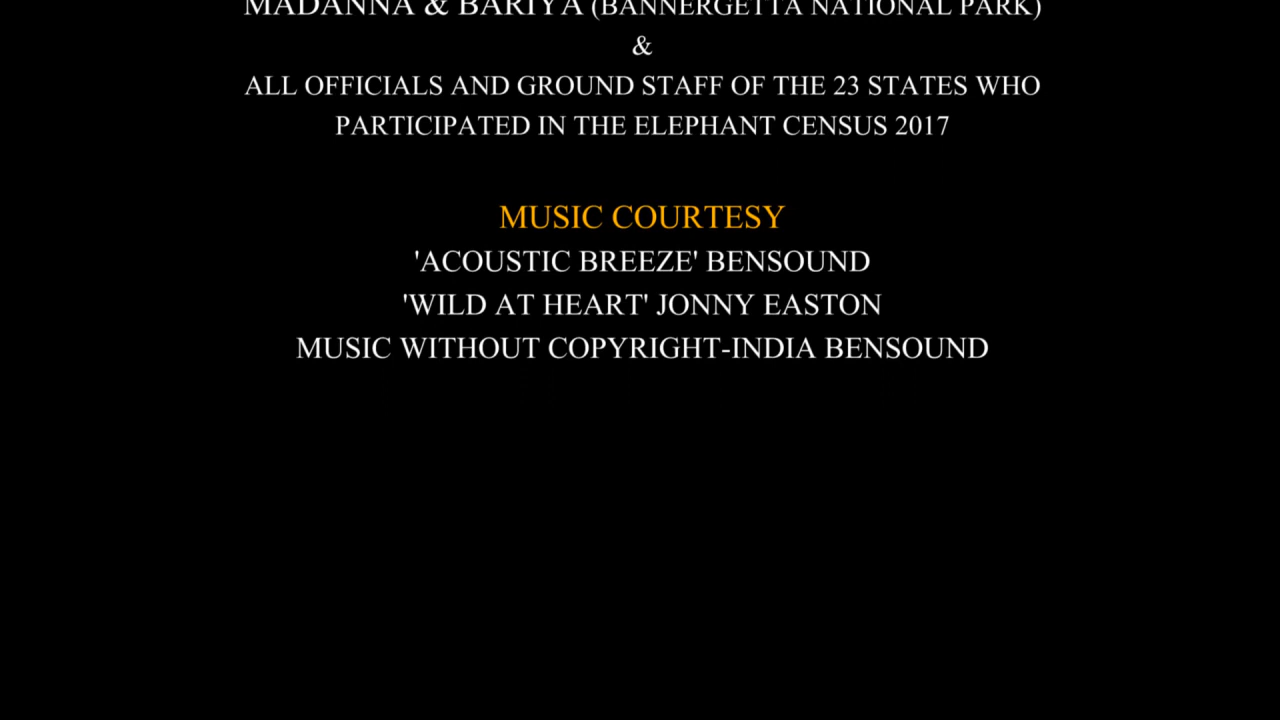 MADANNA & BARIYA (BANNERGETTA NATIONAL PARK)
&
ALL OFFICIALS AND GROUND STAFF OF THE 23 STATES WHO
PARTICIPATED IN THE ELEPHANT CENSUS 2017
MUSIC COURTESY
'ACOUSTIC BREEZE' BENSOUND
'WILD AT HEART' JONNY EASTON
MUSIC WITHOUT COPYRIGHT-INDIA BENSOUND